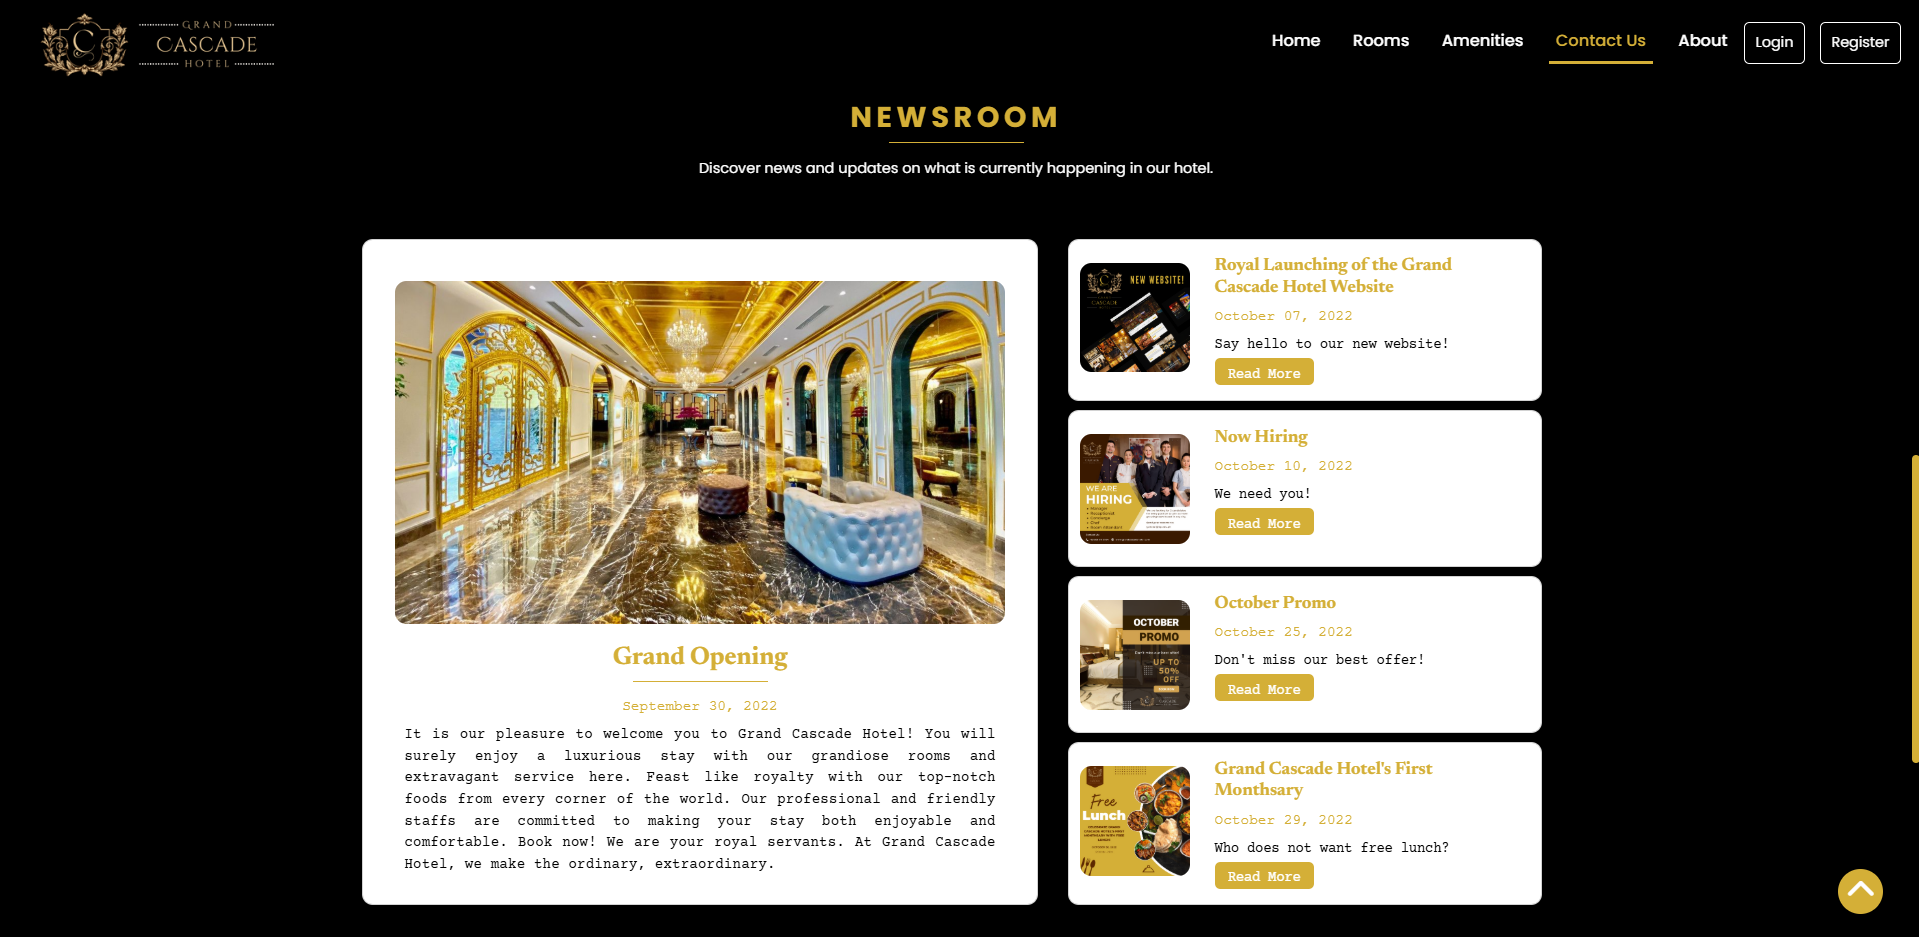 GRAND
CASCADE
HOTEL
Home
Rooms
Amenities
Contact Us
About
Login
Register
NEWSROOM
Discover news and updates on what is currently happening in our hotel.
Grand Opening
September 30, 2022
It is our pleasure to welcome you to Grand Cascade Hotel! You will
surely enjoy a luxurious stay with our grandiose rooms and
extravagant service here. Feast like royalty with our top-notch
foods from every corner of the world. Our professional and friendly
staffs are committed to making your stay both enjoyable and
comfortable. Book now! We are your royal servants. At Grand Cascade
Hotel, we make the ordinary, extraordinary.
NEW WEBSITE!
CASCADE
Royal Launching of the Grand
Cascade Hotel Website
October 07, 2022
Say hello to our new website!
Read More
WE ARE
HIRING
Now Hiring
October 10, 2022
We need you!
Read More
OCTOBER
PROMO
UP TO
50%
OFF
October Promo
October 25, 2022
Don't miss our best offer!
Read More
Free
Lunch
Grand Cascade Hotel's First
Monthsary
October 29, 2022
Who does not want free lunch?
Read More